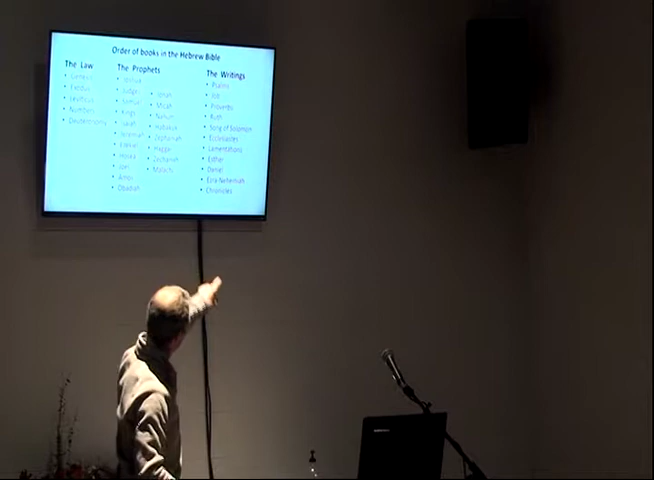 Order of books in the Hebrew Bible
The Law
Genesis
Exodus
Leviticus
Numbers
Deuteronomy
The Prophets
Joshua
Judges
Samuel
Kings
Isaiah
Jeremiah
Ezekiel
Hosea
Joel
Amos
Obadiah
Jonah
Micah
Nahum
Habakuk
Zephaniah
Haggai
Zechariah
Malachi
The Writings
Psalms
Job
Proverbs
Ruth
Song of Solomon
Ecclesiastes
Lamentations
Esther
Daniel
Ezra Nehemiah
Chronicles